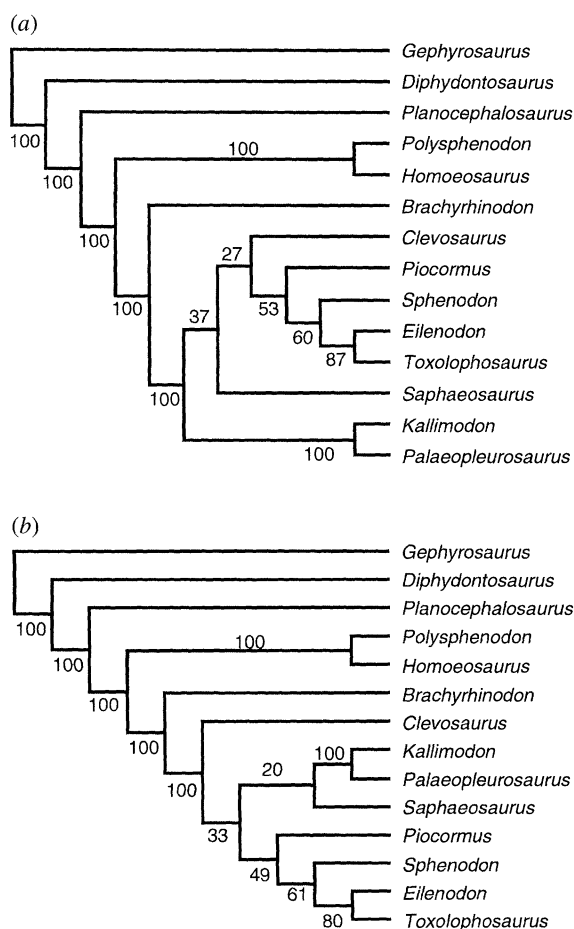 (a)
Gephyrosaurus
Diphydontosaurus
100
Planocephalosaurus
100
Polysphenodon
100
Homoeosaurus
100
Brachyrhinodon
Clevosaurus
27
Piocormus
100
Sphenodon
53
37
Eilenodon
60
87
Toxolophosaurus
100
Saphaeosaurus
Kallimodon
100
Palaeopleurosaurus
(b)
Gephyrosaurus
Diphydontosaurus
Planocephalosaurus
100
Polysphenodon
100
100
Homoeosaurus
100
Brachyrhinodon
Clevosaurus
100
Kallimodon
100
20
100
Palaeopleurosaurus
Saphaeosaurus
33
Piocormus
49
Sphenodon
61
Eilenodon
80
Toxolophosaurus